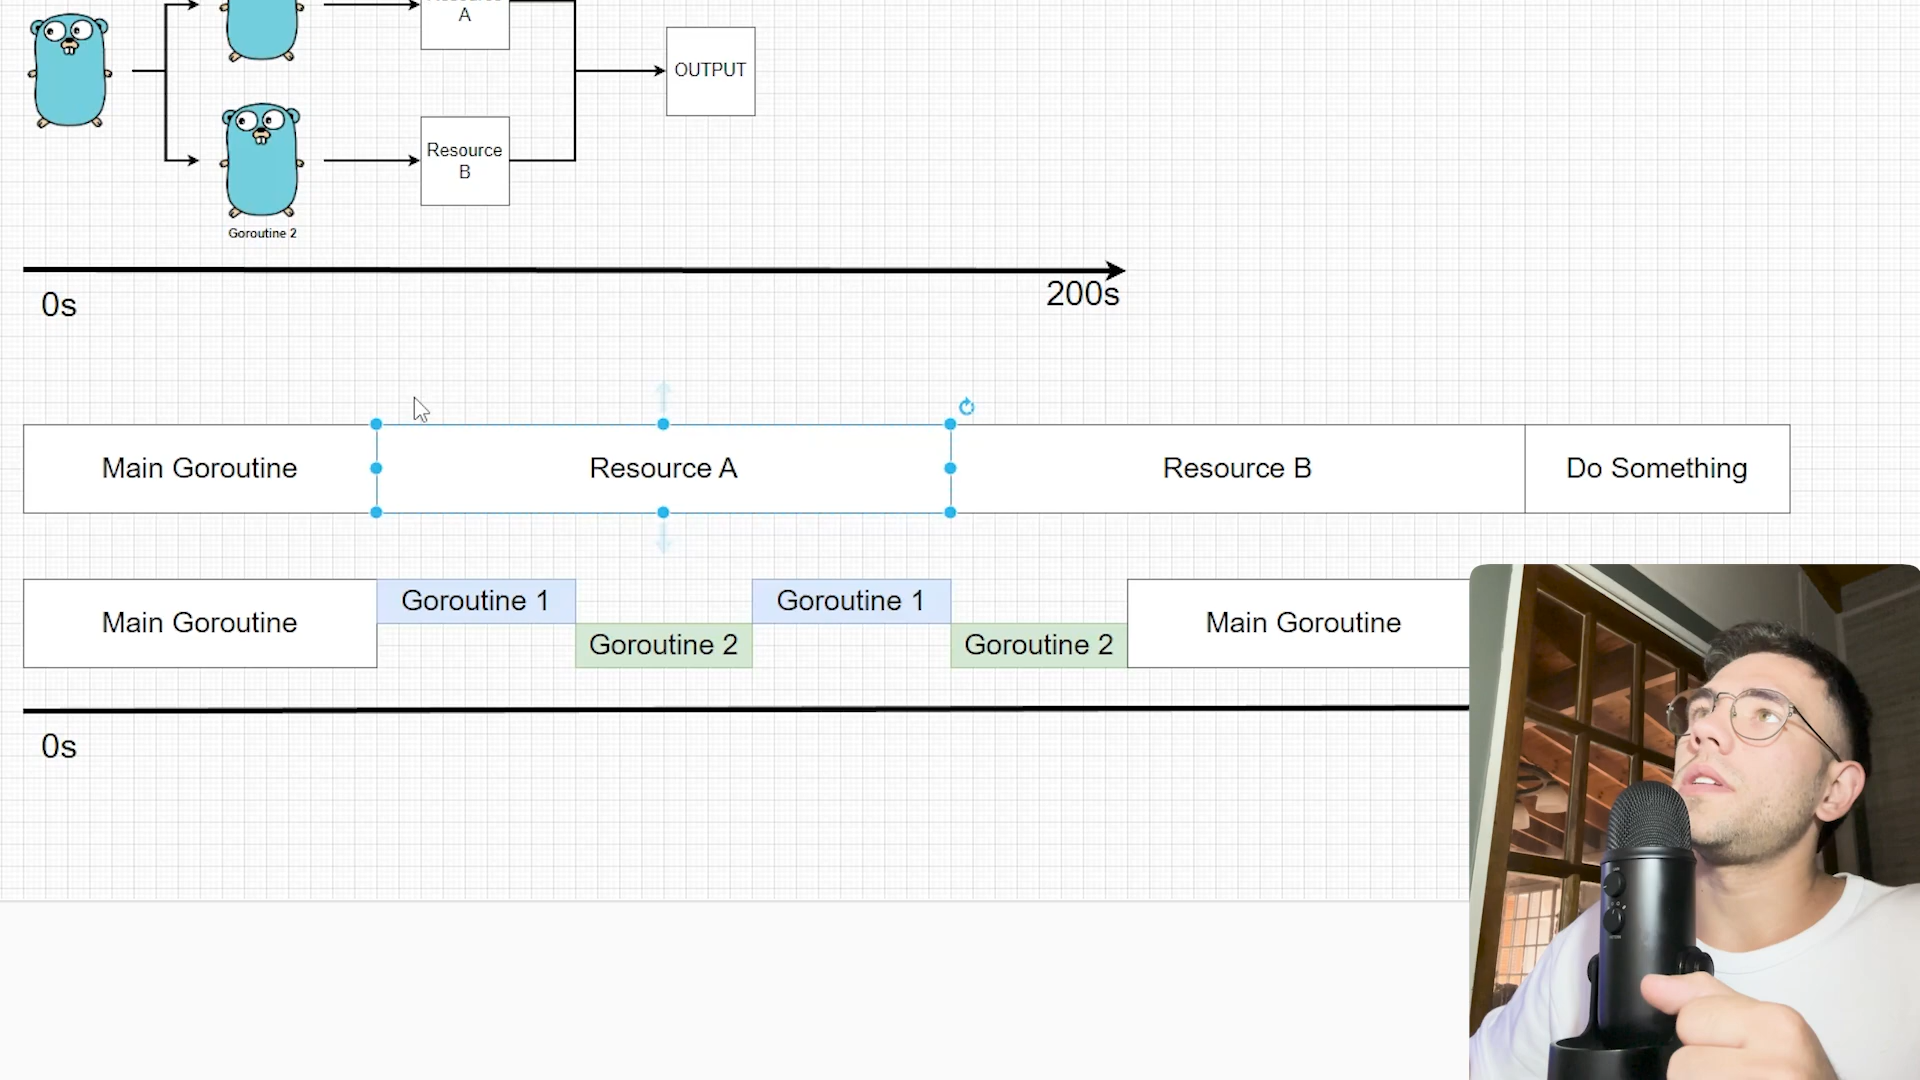 A
OUTPUT
Resource
B
Goroutine 2
0s
200s
Main Goroutine
Resource A
Resource B
Do Something
Main Goroutine
Goroutine 1
Goroutine 2
Goroutine 1
Goroutine 2
Main Goroutine
0s